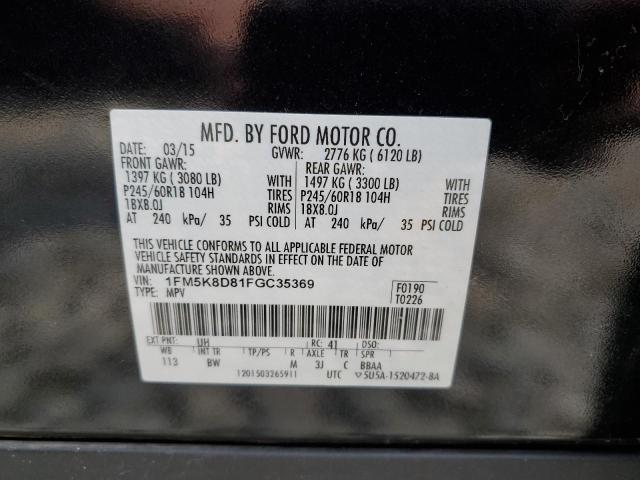 MFD. BY FORD MOTOR CO.
DATE: 03/15 GVWR: 2776 KG ( 6120 LB)
FRONT GAWR: REAR GAWR:
1397 KG ( 3080 LB) WITH 1497 KG ( 3300 LB) WITH
P245/60R18 104H TIRES P245/60R18 104H TIRES
18X8.0J RIMS 18X8.0J RIMS
AT 240 kPa/ 35 PSI COLD AT 240 kPa/ 35 PSI COLD
THIS VEHICLE CONFORMS TO ALL APPLICABLE FEDERAL MOTOR
VEHICLE SAFETY STANDARDS IN EFFECT ON THE DATE OF
MANUFACTURE SHOWN ABOVE.
VIN: 1FM5K8D81FGC35369 F0190
TYPE: MPV T0226
EXT PNT: UH RC: 41 DSO:
WB INT TR TP/PS R AXLE TR SPR
113 BW M 3J C BBAA
1201503265911 UTC ▽5U5A-1520472-8A